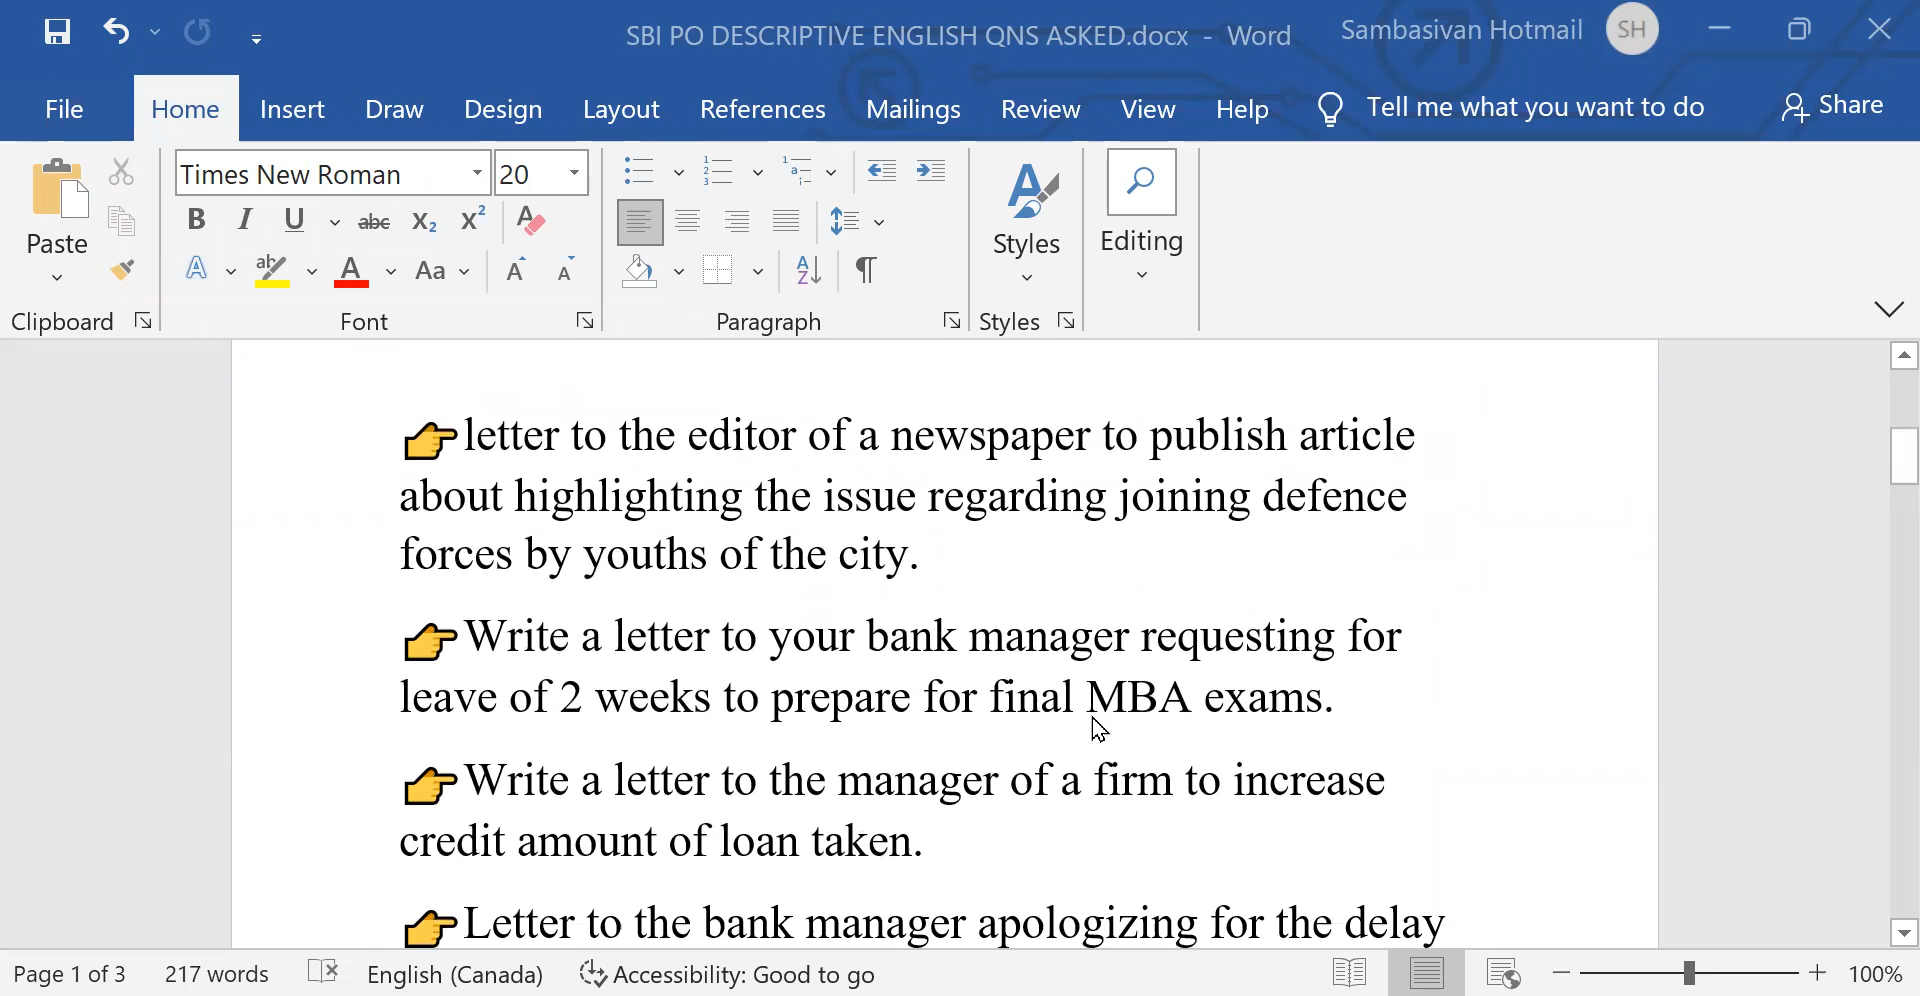 SBI PO DESCRIPTIVE ENGLISH QNS ASKED.docx - Word
Sambasivan Hotmail
SH
File
Home
Insert
Draw
Design
Layout
References
Mailings
Review
View
Help
Tell me what you want to do
Share
Paste
Times New Roman
20
Styles
Editing
Clipboard
Font
Paragraph
Styles
👉letter to the editor of a newspaper to publish article
about highlighting the issue regarding joining defence
forces by youths of the city.
👉Write a letter to your bank manager requesting for
leave of 2 weeks to prepare for final MBA exams.
👉Write a letter to the manager of a firm to increase
credit amount of loan taken.
👉Letter to the bank manager apologizing for the delay
Page 1 of 3
217 words
English (Canada)
Accessibility: Good to go
100%